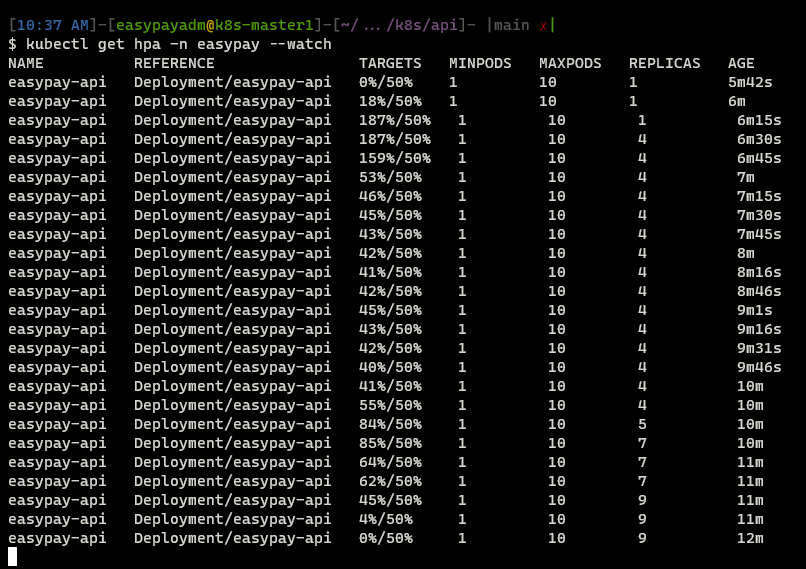 [10:37 AM]-[easypayadm@k8s-master1]-[~/ ... /k8s/api]- |main ✗|
$ kubectl get hpa -n easypay --watch
NAME          REFERENCE                TARGETS   MINPODS   MAXPODS   REPLICAS   AGE
easypay-api   Deployment/easypay-api   0%/50%    1         10        1          5m42s
easypay-api   Deployment/easypay-api   18%/50%   1         10        1          6m
easypay-api   Deployment/easypay-api   187%/50%   1         10        1          6m15s
easypay-api   Deployment/easypay-api   187%/50%   1         10        4          6m30s
easypay-api   Deployment/easypay-api   159%/50%   1         10        4          6m45s
easypay-api   Deployment/easypay-api   53%/50%    1         10        4          7m
easypay-api   Deployment/easypay-api   46%/50%    1         10        4          7m15s
easypay-api   Deployment/easypay-api   45%/50%    1         10        4          7m30s
easypay-api   Deployment/easypay-api   43%/50%    1         10        4          7m45s
easypay-api   Deployment/easypay-api   42%/50%    1         10        4          8m
easypay-api   Deployment/easypay-api   41%/50%    1         10        4          8m16s
easypay-api   Deployment/easypay-api   42%/50%    1         10        4          8m46s
easypay-api   Deployment/easypay-api   45%/50%    1         10        4          9m1s
easypay-api   Deployment/easypay-api   43%/50%    1         10        4          9m16s
easypay-api   Deployment/easypay-api   42%/50%    1         10        4          9m31s
easypay-api   Deployment/easypay-api   40%/50%    1         10        4          9m46s
easypay-api   Deployment/easypay-api   41%/50%    1         10        4          10m
easypay-api   Deployment/easypay-api   55%/50%    1         10        4          10m
easypay-api   Deployment/easypay-api   84%/50%    1         10        5          10m
easypay-api   Deployment/easypay-api   85%/50%    1         10        7          10m
easypay-api   Deployment/easypay-api   64%/50%    1         10        7          11m
easypay-api   Deployment/easypay-api   62%/50%    1         10        7          11m
easypay-api   Deployment/easypay-api   45%/50%    1         10        9          11m
easypay-api   Deployment/easypay-api   4%/50%     1         10        9          11m
easypay-api   Deployment/easypay-api   0%/50%     1         10        9          12m